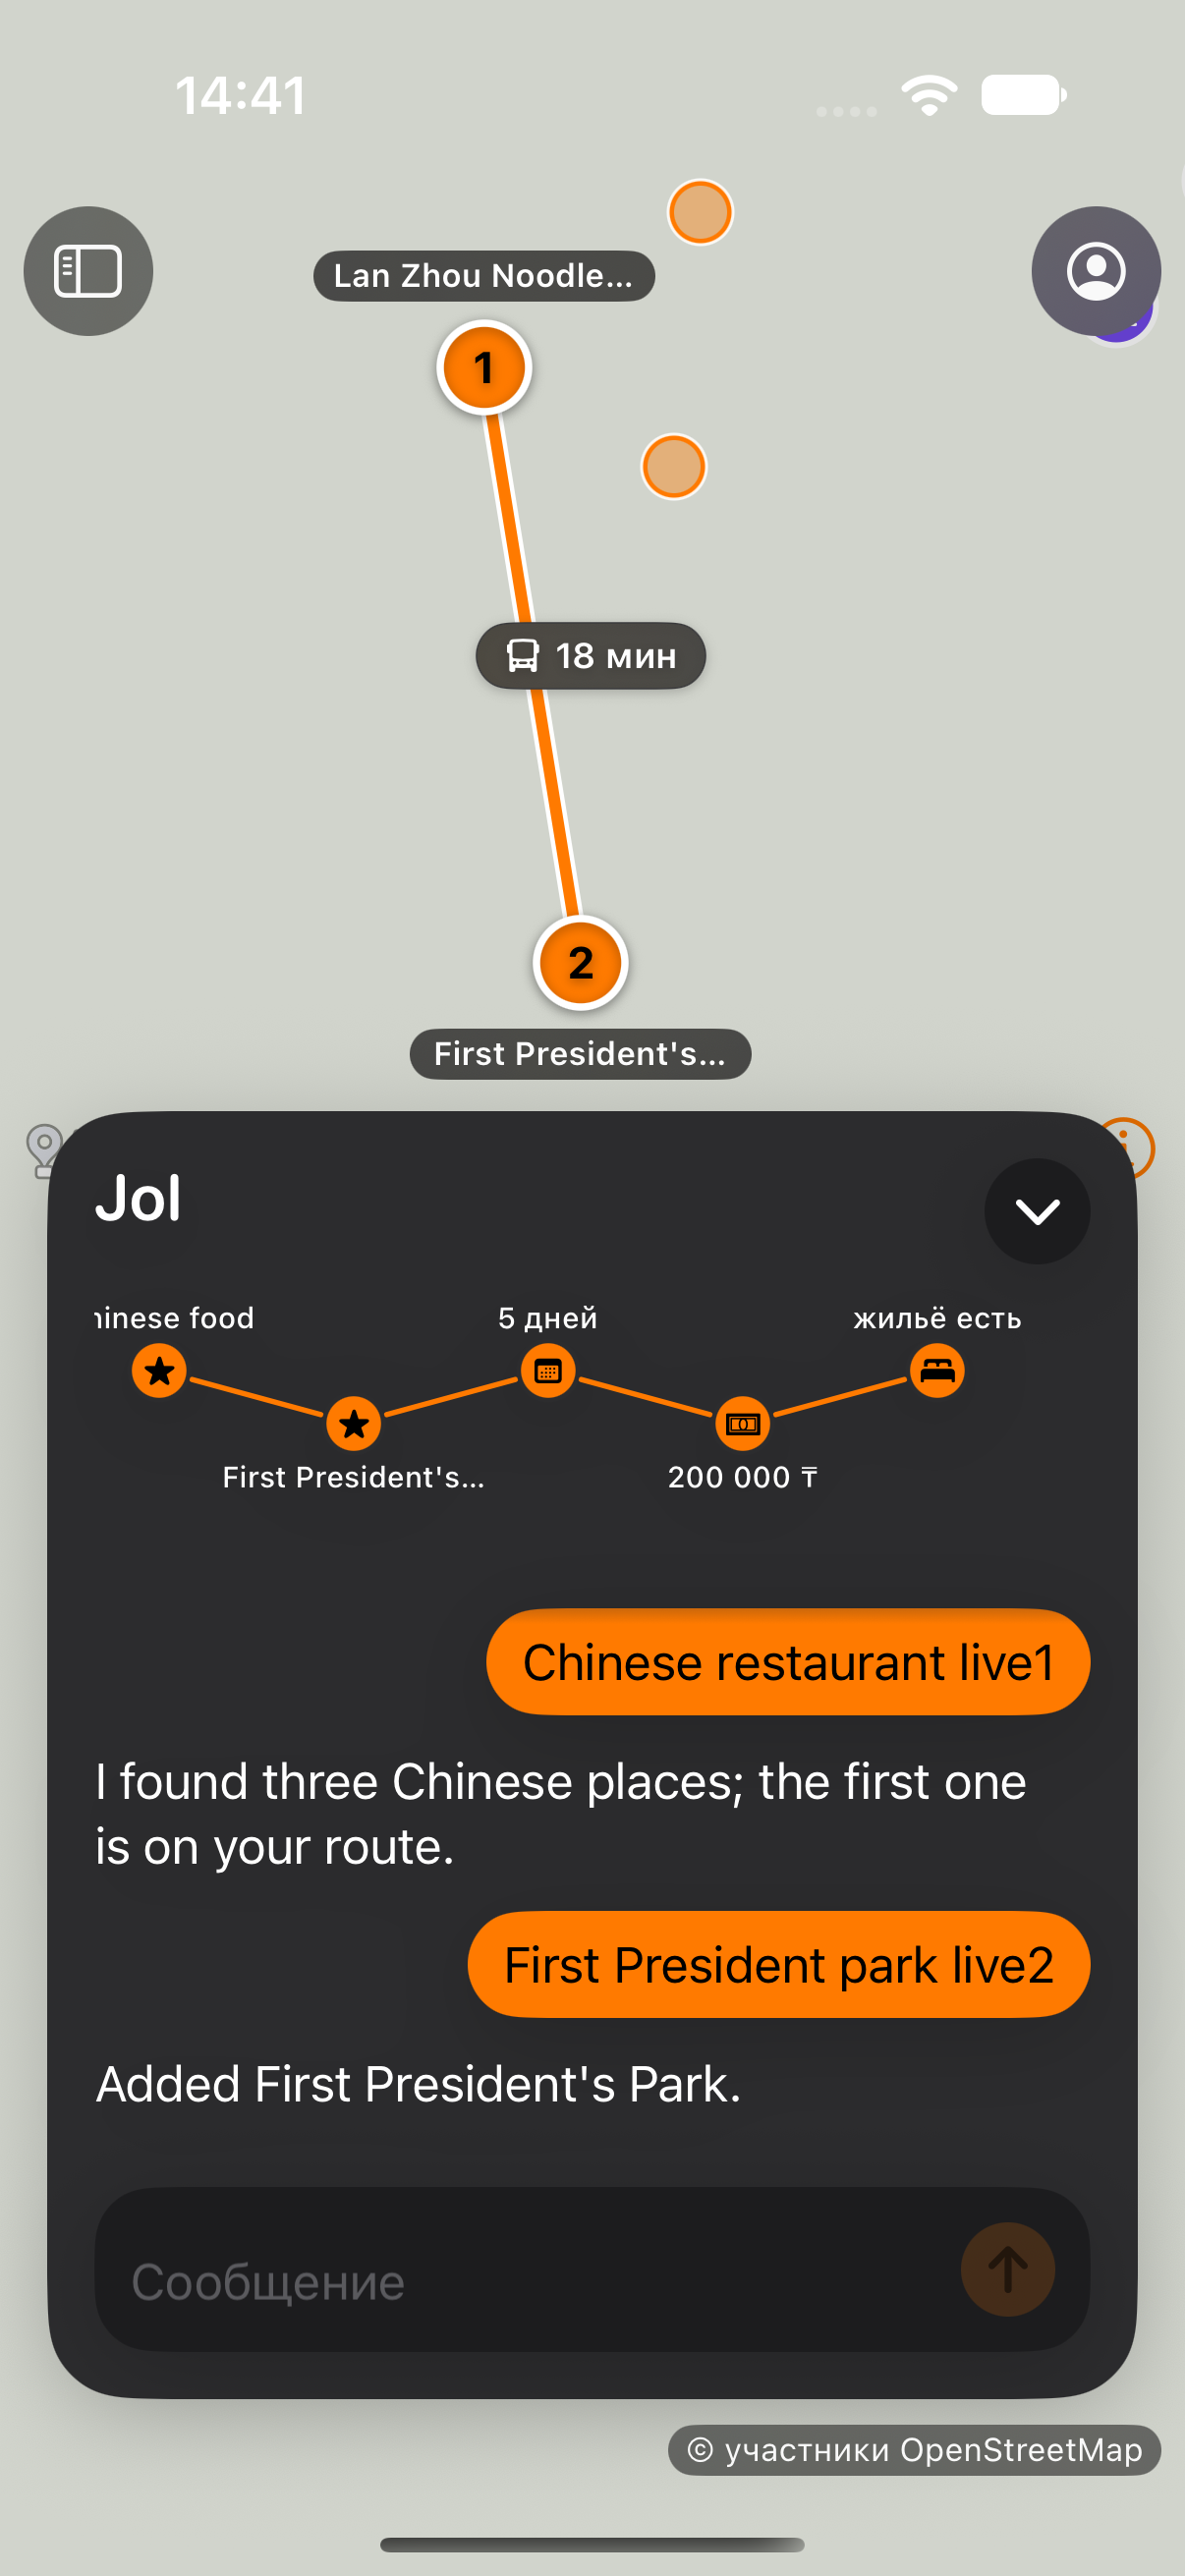 14:41
Lan Zhou Noodle...
1
18 мин
2
First President's...
Jol
hinese food
5 дней
жильё есть
First President's...
200 000 ₸
Chinese restaurant live1
I found three Chinese places; the first one
is on your route.
First President park live2
Added First President's Park.
Сообщение
© участники OpenStreetMap